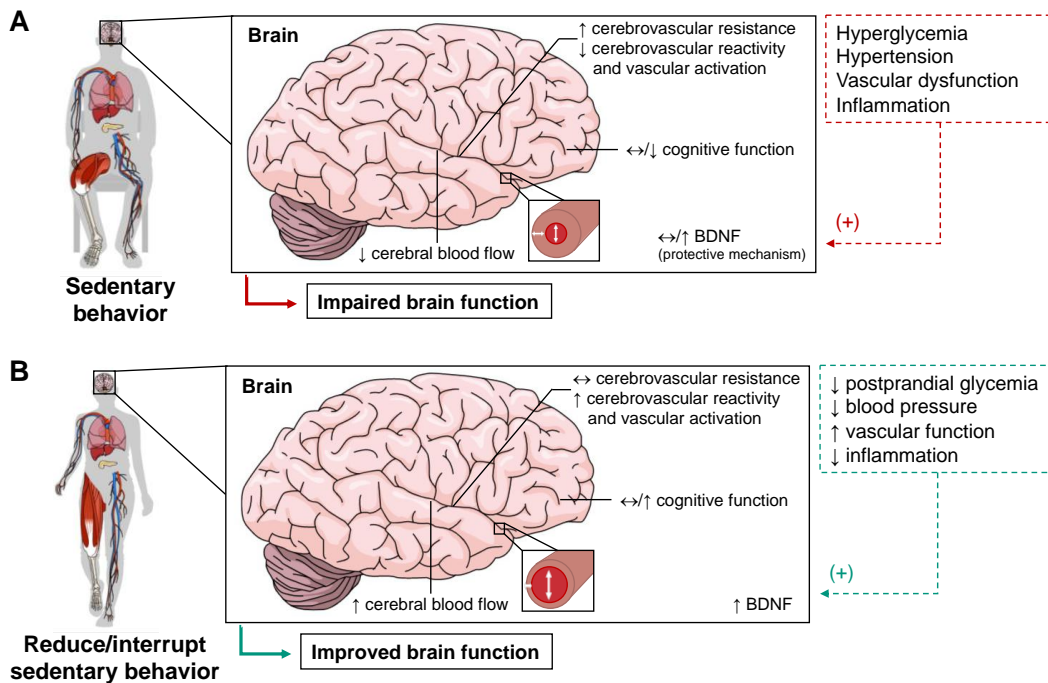 A
Brain
↑ cerebrovascular resistance
↓ cerebrovascular reactivity
and vascular activation
↔/↓ cognitive function
↓ cerebral blood flow
↔/↑ BDNF
(protective mechanism)
Hyperglycemia
Hypertension
Vascular dysfunction
Inflammation
(+)
Sedentary
behavior
Impaired brain function
B
Brain
↔ cerebrovascular resistance
↑ cerebrovascular reactivity
and vascular activation
↔/↑ cognitive function
↑ cerebral blood flow
↑ BDNF
↓ postprandial glycemia
↓ blood pressure
↑ vascular function
↓ inflammation
(+)
Reduce/interrupt
sedentary behavior
Improved brain function